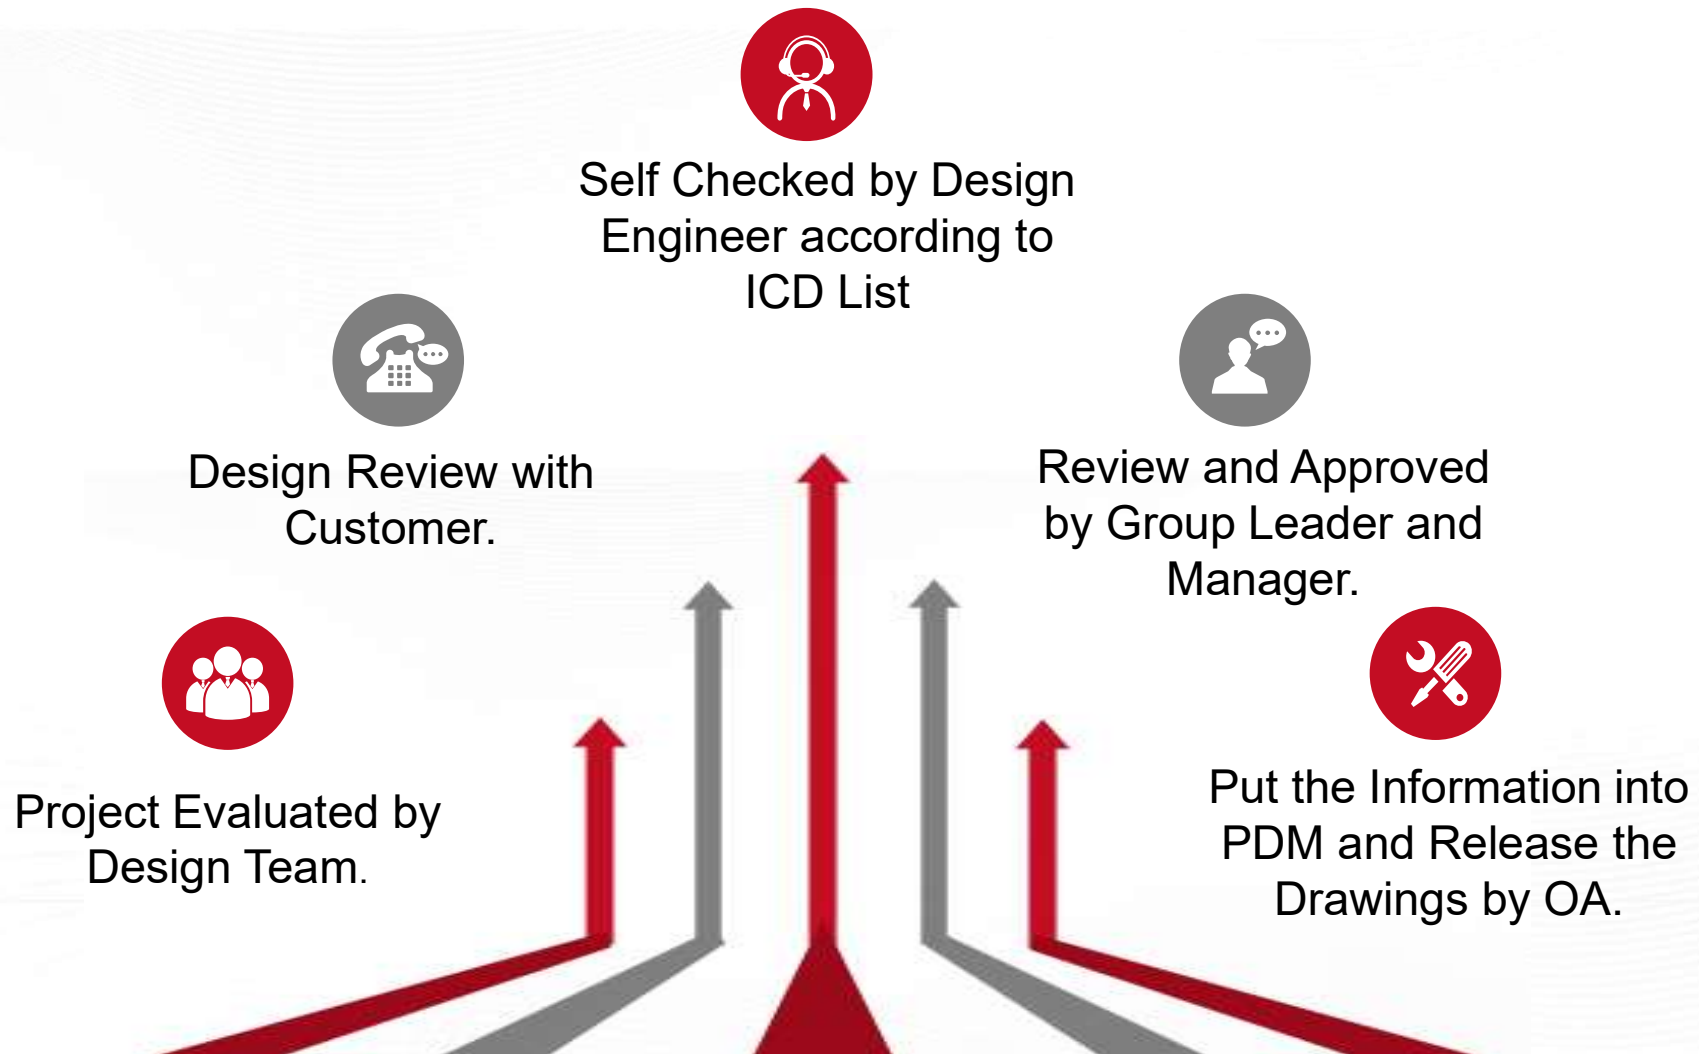 Self Checked by Design
Engineer according to
ICD List
Design Review with
Customer.
Review and Approved
by Group Leader and
Manager.
Project Evaluated by
Design Team.
Put the Information into
PDM and Release the
Drawings by OA.